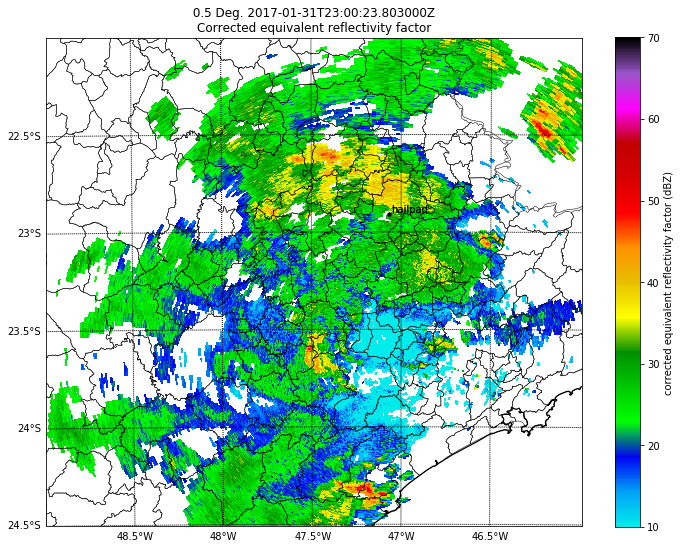 0.5 Deg. 2017-01-31T23:00:23.803000Z
Corrected equivalent reflectivity factor
70
60
50
40
30
20
10
corrected equivalent reflectivity factor (dBZ)
22.5°S
23°S
23.5°S
24°S
24.5°S
hailpad
48.5°W
48°W
47.5°W
47°W
46.5°W